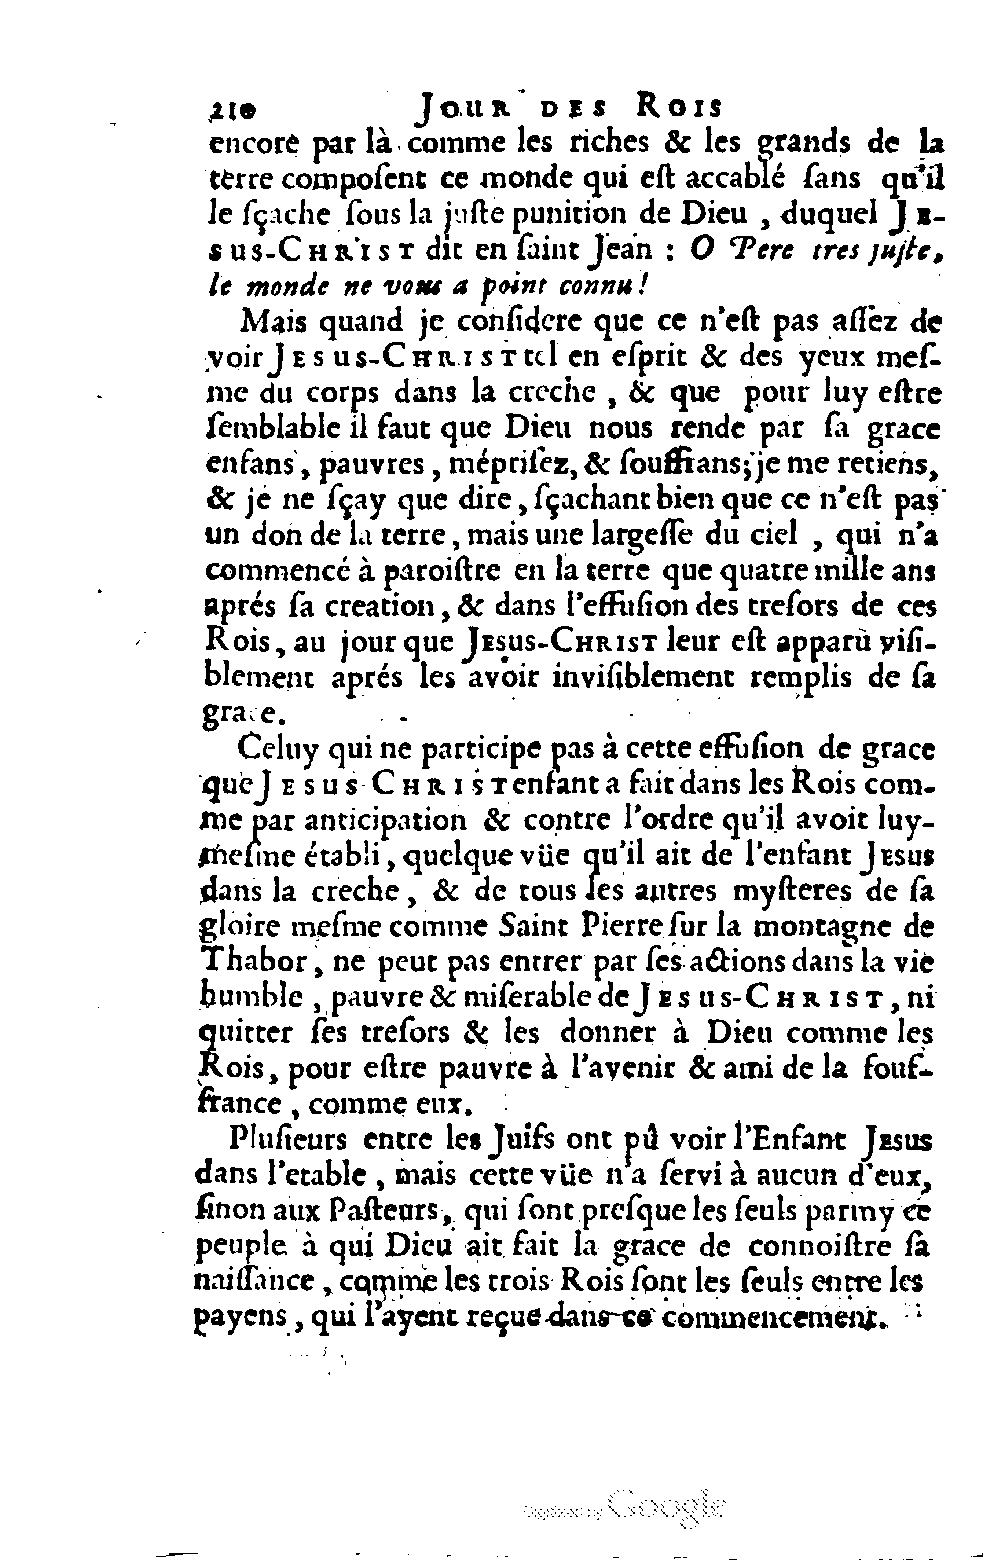 210 JOUR DES ROIS
encore par là comme les riches & les grands de la
terre compoſent ce monde qui eſt accablé ſans qu'il
le ſçache ſous la juſte punition de Dieu , duquel JE-
SUS-CHRIST dit en ſaint Jean : O Pere tres juſte,
le monde ne vous a point connu !
Mais quand je conſidere que ce n'eſt pas aſſez de
voir JESUS-CHRIST tel en eſprit & des yeux meſ-
me du corps dans la creche , & que pour luy eſtre
ſemblable il faut que Dieu nous rende par ſa grace
enfans , pauvres , mépriſez, & ſouffrans; je me retiens,
& je ne ſçay que dire , ſçachant bien que ce n'eſt pas
un don de la terre , mais une largeſſe du ciel , qui n'a
commencé à paroiſtre en la terre que quatre mille ans
aprés ſa creation , & dans l'effuſion des treſors de ces
Rois , au jour que JESUS-CHRIST leur eſt apparu viſi-
blement aprés les avoir inviſiblement remplis de ſa
grace.
Celuy qui ne participe pas à cette effuſion de grace
que JESUS-CHRIST enfant a fait dans les Rois com-
me par anticipation & contre l'ordre qu'il avoit luy-
meſme établi , quelque vüe qu'il ait de l'enfant JESUS
dans la creche , & de tous les autres myſteres de ſa
gloire meſme comme Saint Pierre ſur la montagne de
Thabor , ne peut pas entrer par ſes actions dans la vie
humble , pauvre & miſerable de JESUS-CHRIST , ni
quitter ſes treſors & les donner à Dieu comme les
Rois , pour eſtre pauvre à l'avenir & ami de la ſouf-
france , comme eux.
Pluſieurs entre les Juifs ont pû voir l'Enfant JESUS
dans l'etable , mais cette vüe n'a ſervi à aucun d'eux,
ſinon aux Paſteurs , qui ſont preſque les ſeuls parmy ce
peuple à qui Dieu ait fait la grace de connoiſtre ſa
naiſſance , comme les trois Rois ſont les ſeuls entre les
payens , qui l'ayent reçue dans ce commencement.
Digitized by Google